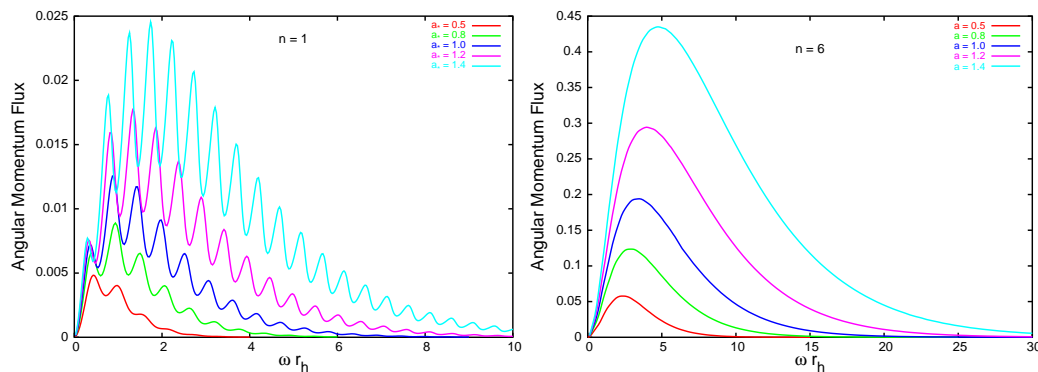 0.025
0.02
0.015
0.01
0.005
0
Angular Momentum Flux
n = 1
a* = 0.5
a* = 0.8
a* = 1.0
a* = 1.2
a* = 1.4
0 2 4 6 8 10
ω r_h
0.45
0.4
0.35
0.3
0.25
0.2
0.15
0.1
0.05
0
Angular Momentum Flux
n = 6
a = 0.5
a = 0.8
a = 1.0
a = 1.2
a = 1.4
0 5 10 15 20 25 30
ω r_h